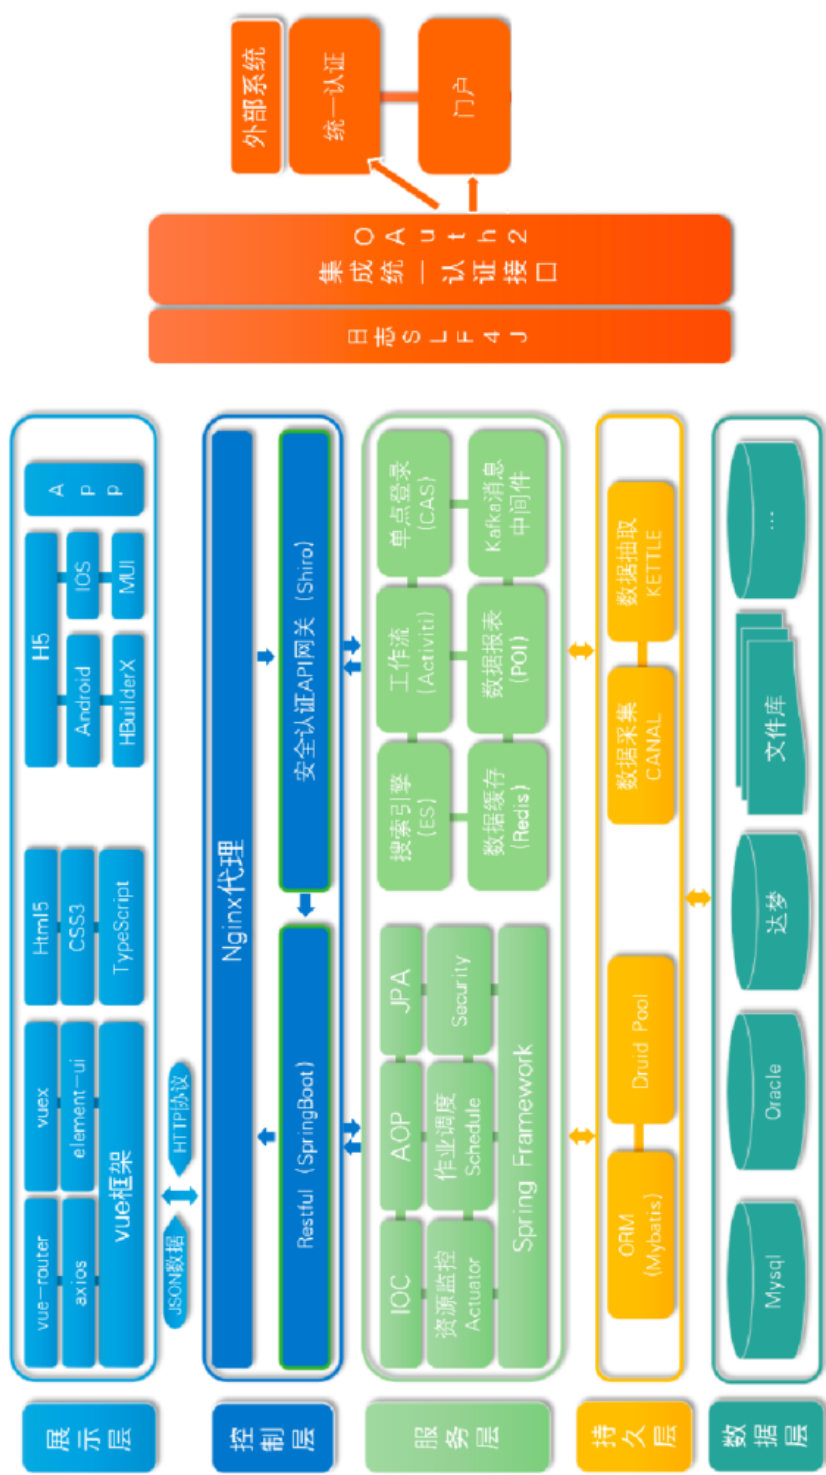 展示层
vue-router
vuex
axios
element-ui
vue框架
Html5
CSS3
TypeScript
H5
Android
IOS
HBuilderX
MUI
App
JSON数据
HTTP协议
控制层
Nginx代理
Restful（SpringBoot）
安全认证API网关（Shiro）
服务层
IOC
AOP
JPA
资源监控
Actuator
作业调度
Schedule
Security
Spring Framework
搜索引擎
(ES)
工作流
(Activiti)
单点登录
(CAS)
数据缓存
(Redis)
数据报表
(POI)
Kafka消息
中间件
持久层
ORM
(Mybatis)
Druid Pool
数据采集
CANAL
数据抽取
KETTLE
数据层
Mysql
Oracle
达梦
文件库
...
日志SLF4J
OAuth2
集成统一认证接口
外部系统
统一认证
门户